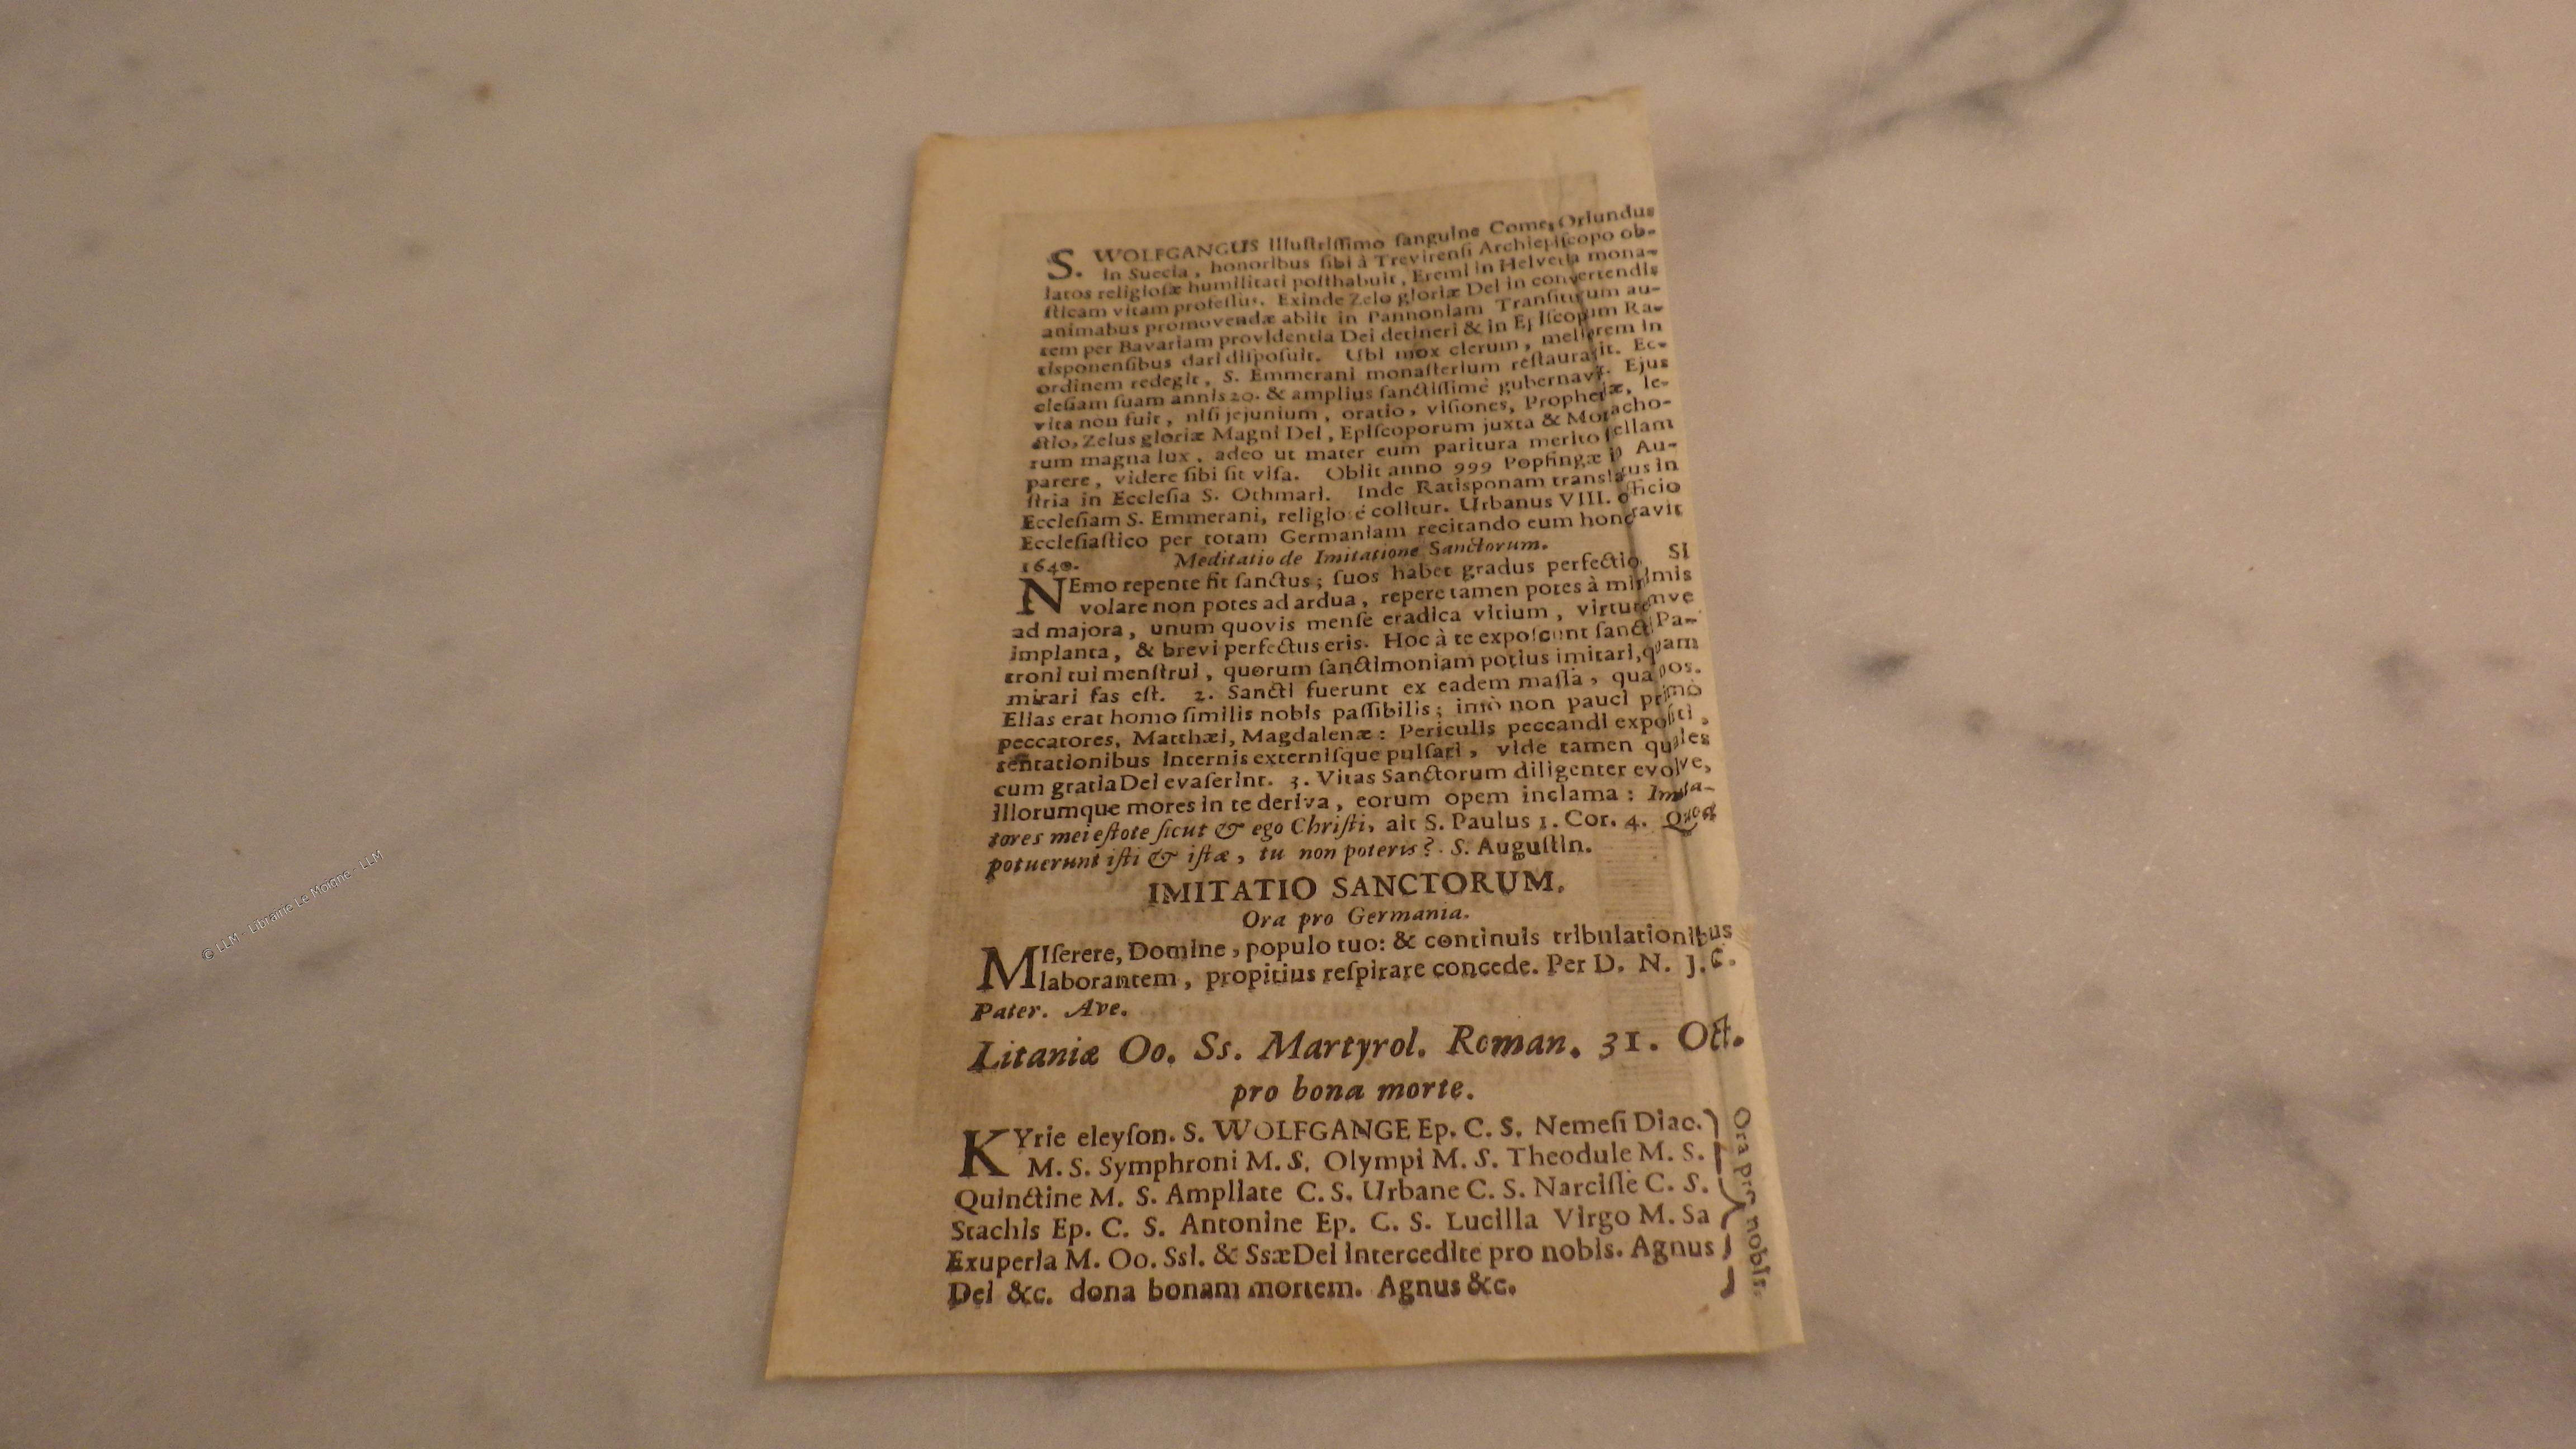 S. WOLFGANGUS illuſtriſſimo ſanguine Comes, Oriundus
in Suecia, honoribus ſibi à Trevirenſi Archiepiſcopo ob-
latos religioſæ humilitati poſthabuit, Eremi in Helvetia mona-
ſticam vitam profeſſus. Exinde Zelo gloriæ Dei in convertendis
animabus promovendæ abiit in Pannoniam Tranſiturum au-
tem per Bavariam providentia Dei detineri & in Epiſcopum Ra-
tisponenſibus dari diſpoſuit. Ubi mox clerum, meliorem in
ordinem redegit, S. Emmerani monaſterium reſtauravit. Ec-
cleſiam ſuam annis 20. & amplius ſanctiſſimè gubernavit. Ejus
vita non fuit, niſi jejunium, oratio, viſiones, Prophetiæ, le-
ctio, Zelus gloriæ Magni Dei, Epiſcoporum juxta & Monacho-
rum magna lux, adeo ut mater eum paritura merito ſtellam
parere, videre ſibi ſit viſa. Obiit anno 999 Popfingæ in Au-
ſtria in Eccleſia S. Othmari. Inde Ratisponam translatus in
Eccleſiam S. Emmerani, religiosè colitur. Urbanus VIII. officio
Eccleſiaſtico per totam Germaniam recitando eum honoravit
1640. Meditatio de Imitatione Sanctorum.
NEmo repente fit ſanctus; ſuos habet gradus perfectio. Si
volare non potes ad ardua, repere tamen potes à minimis
ad majora, unum quovis menſe eradica vitium, virtutemve
implanta, & brevi perfectus eris. Hoc à te expoſcunt ſancti Pa-
troni tui menſtrui, quorum ſanctimoniam potius imitari, quam
mirari fas eſt. 2. Sancti fuerunt ex eadem maſſa, qua nos.
Elias erat homo ſimilis nobis paſſibilis; imò non pauci primò
peccatores, Matthæi, Magdalenæ: Periculis peccandi expoſiti,
tentationibus internis externiſque pulſati, vide tamen quales
cum gratia Dei evaſerint. 3. Vitas Sanctorum diligenter evolve,
illorumque mores in te deriva, eorum opem inclama: Imita-
tores mei eſtote ſicut & ego Chriſti, ait S. Paulus 1. Cor. 4. Quod
potuerunt iſti & iſtæ, tu non poteris? S. Auguſtin.
IMITATIO SANCTORUM.
Ora pro Germania.
MIſerere, Domine, populo tuo: & continuis tribulationibus
laborantem, propitius reſpirare concede. Per D. N. J. C.
Pater. Ave.
Litaniæ Oo. Ss. Martyrol. Roman. 31. Oct.
pro bona morte.
KYrie eleyſon. S. WOLFGANGE Ep. C. S. Nemeſi Diac.
M. S. Symphroni M. S. Olympi M. S. Theodule M. S.
Quinctine M. S. Ampliate C. S. Urbane C. S. Narciſſe C. S.
Stachis Ep. C. S. Antonine Ep. C. S. Lucilla Virgo M. Sa
Exuperia M. Oo. Ssi. & Ssæ Dei intercedite pro nobis. Agnus
Dei &c. dona bonam mortem. Agnus &c.
Ora pro nobis.
© LLM - Librairie Le Moigne - LLM